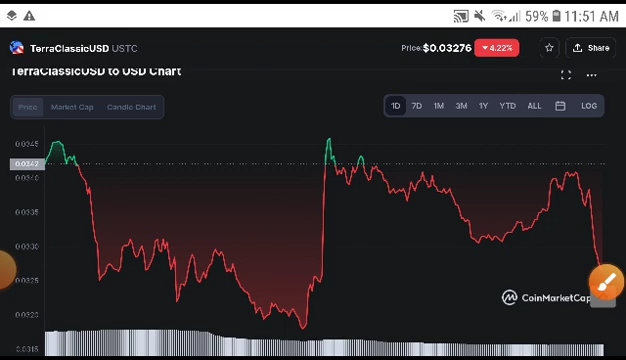 59% 11:51 AM
TerraClassicUSD USTC Price:$0.03276 ▼4.22% Share
TerraClassicUSD to USD Chart
Price Market Cap Candle Chart 1D 7D 1M 3M 1Y YTD ALL LOG
0.0345
0.0342
0.0340
0.0335
0.0330
0.0325
0.0320
0.0315
CoinMarketCap